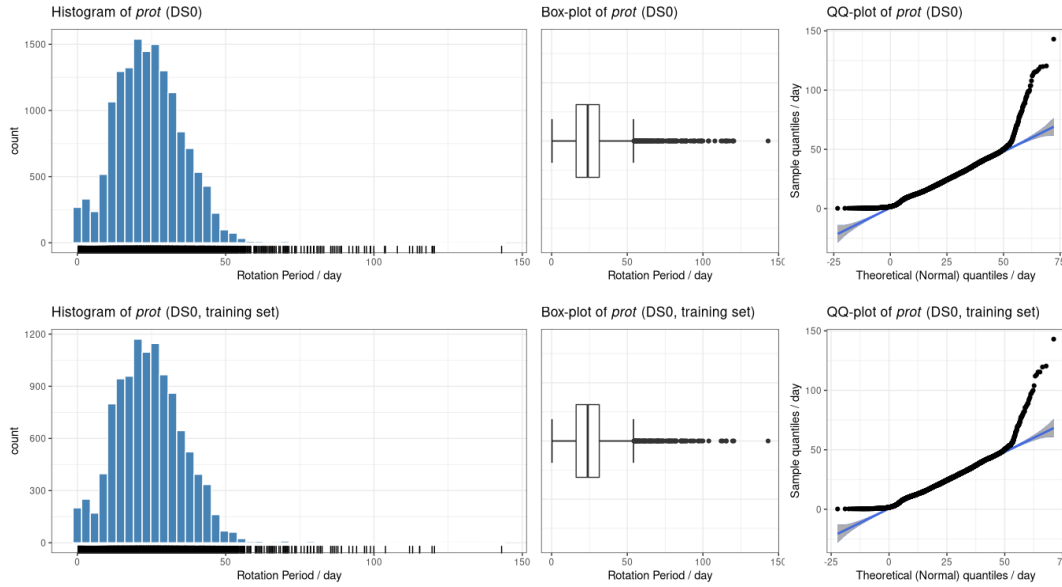 Histogram of prot (DS0)
1500
1000
500
0
count
0 50 100 150
Rotation Period / day
Box-plot of prot (DS0)
0 50 100 150
Rotation Period / day
QQ-plot of prot (DS0)
150
100
50
0
Sample quantiles / day
-25 0 25 50 75
Theoretical (Normal) quantiles / day
Histogram of prot (DS0, training set)
1200
900
600
300
0
count
0 50 100 150
Rotation Period / day
Box-plot of prot (DS0, training set)
0 50 100 150
Rotation Period / day
QQ-plot of prot (DS0, training set)
150
100
50
0
Sample quantiles / day
-25 0 25 50 75
Theoretical (Normal) quantiles / day